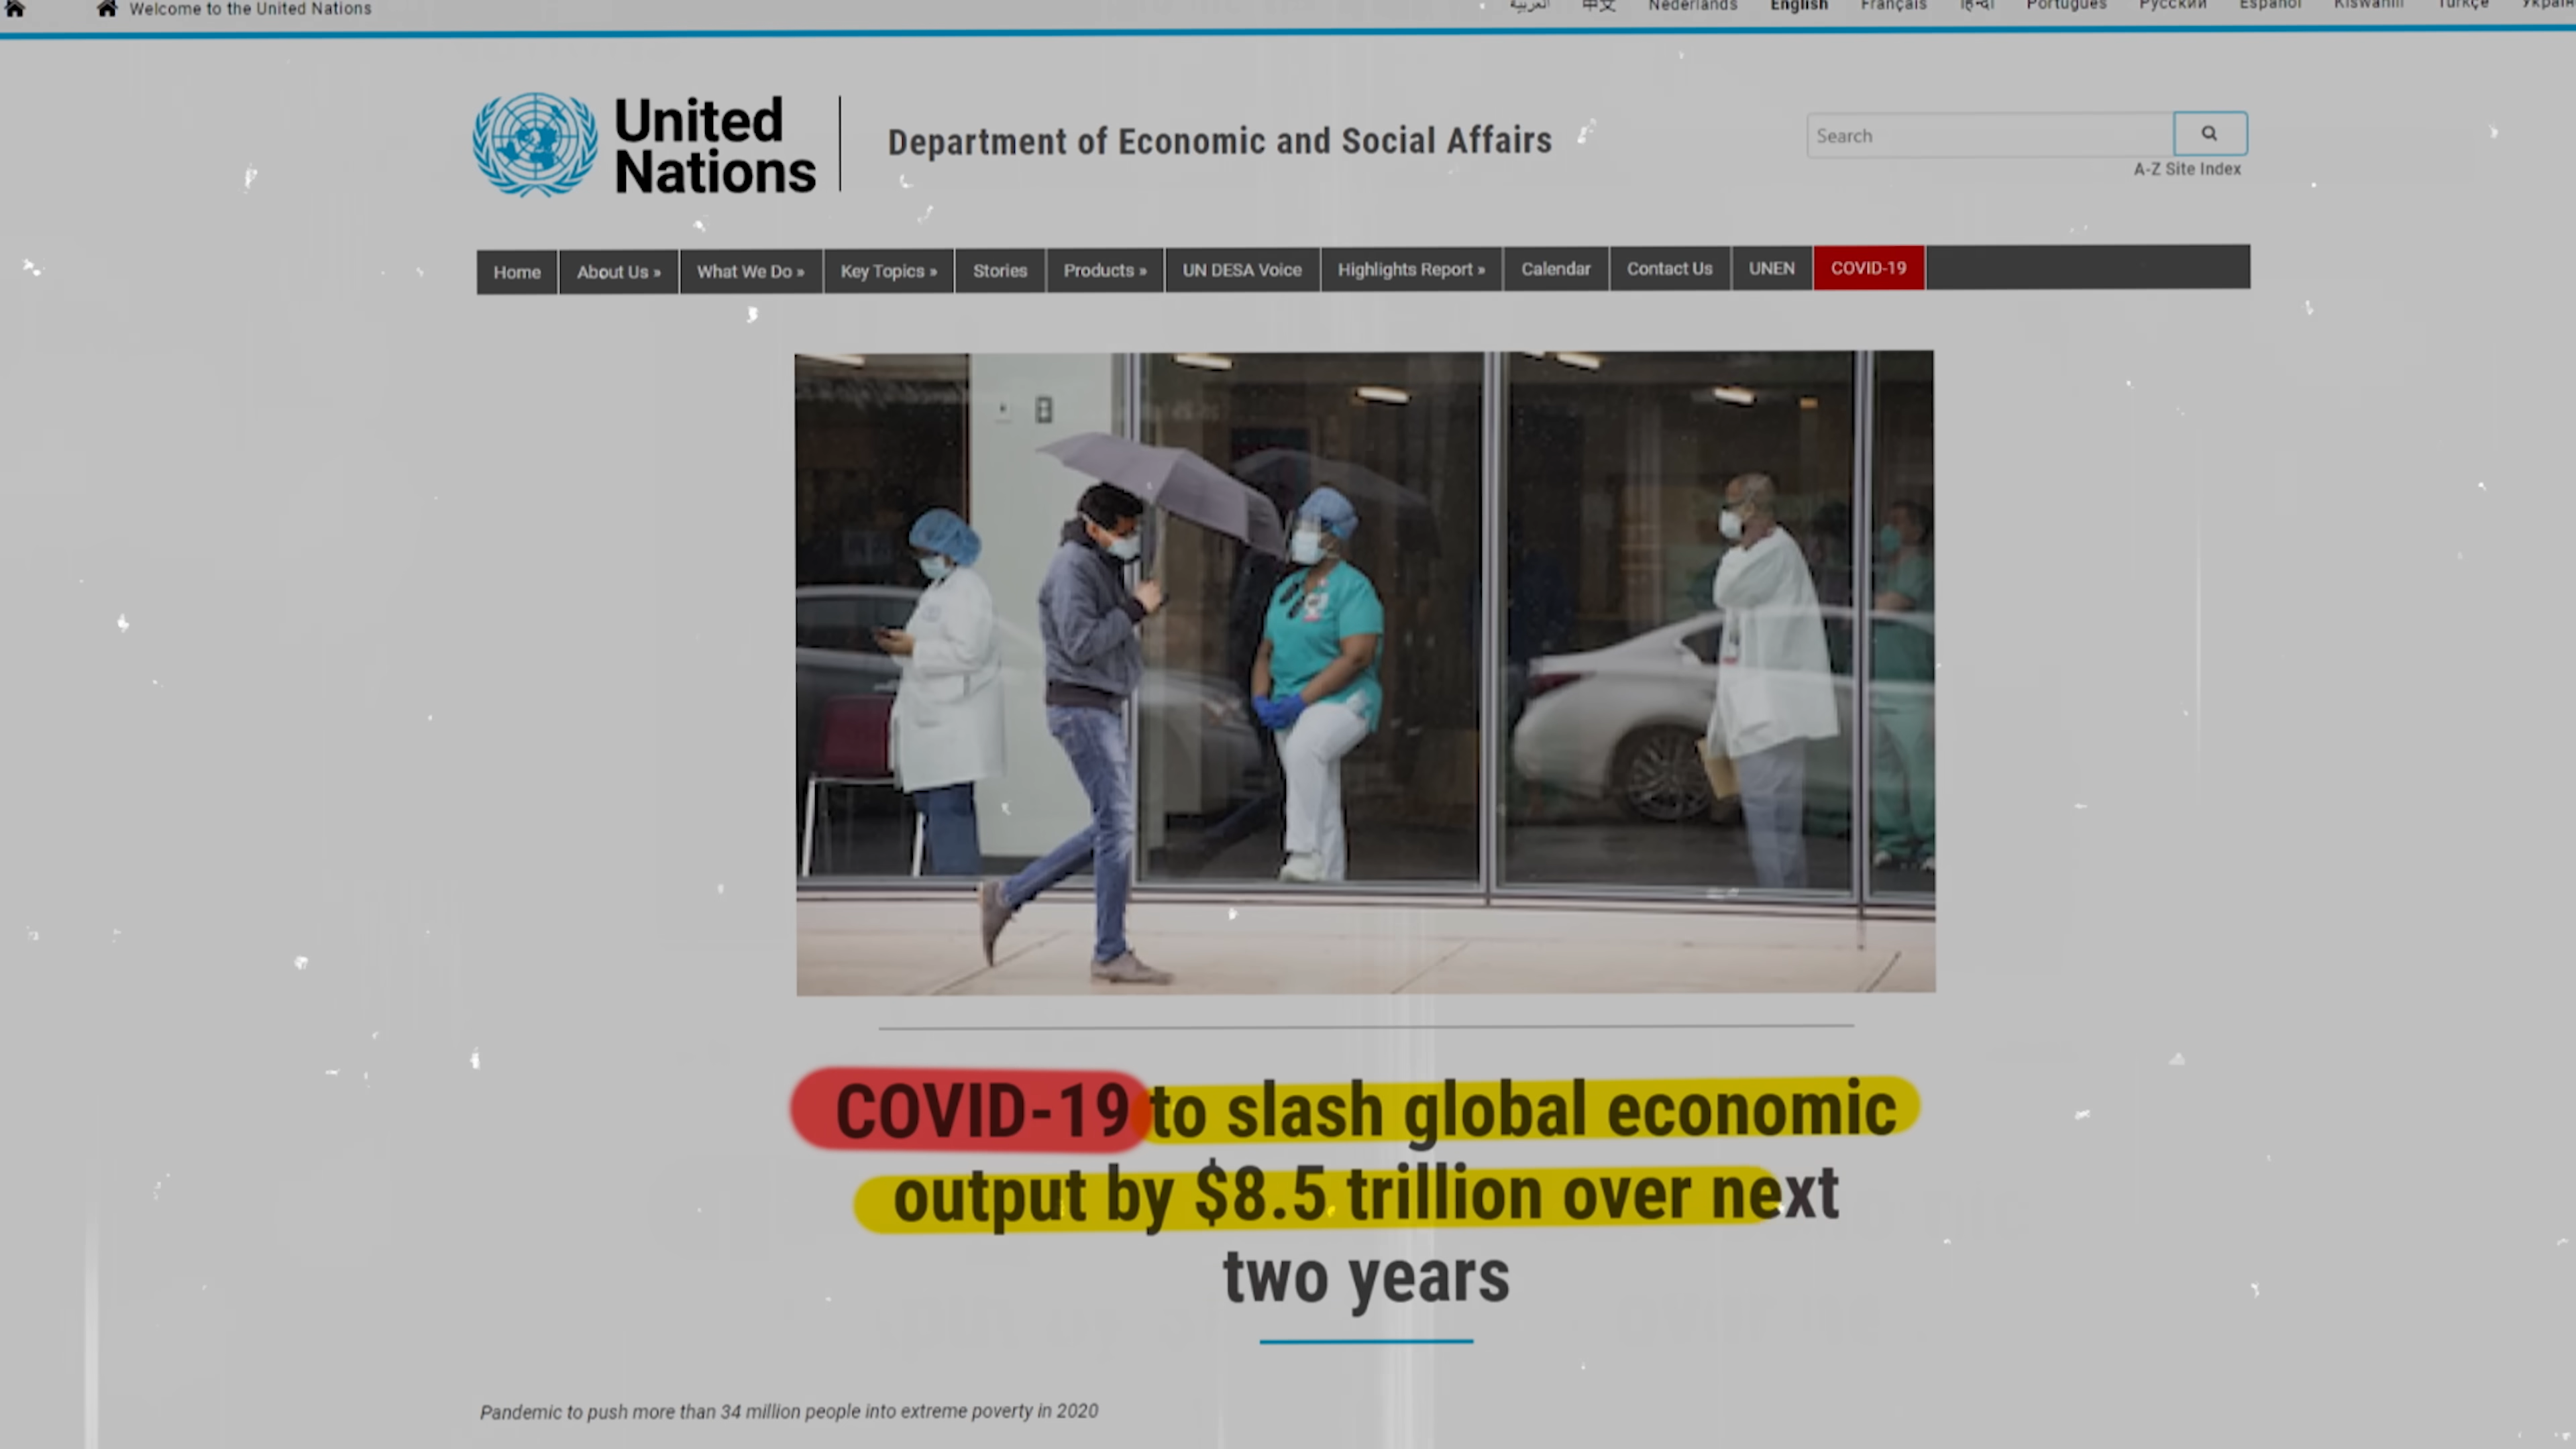 Welcome to the United Nations
العربية 中文 Nederlands English Français हिन्दी Português Русский Español Kiswahili Türkçe
United
Nations
Department of Economic and Social Affairs
Search
A-Z Site Index
Home About Us » What We Do » Key Topics » Stories Products » UN DESA Voice Highlights Report » Calendar Contact Us UNEN COVID-19
COVID-19 to slash global economic
output by $8.5 trillion over next
two years
Pandemic to push more than 34 million people into extreme poverty in 2020